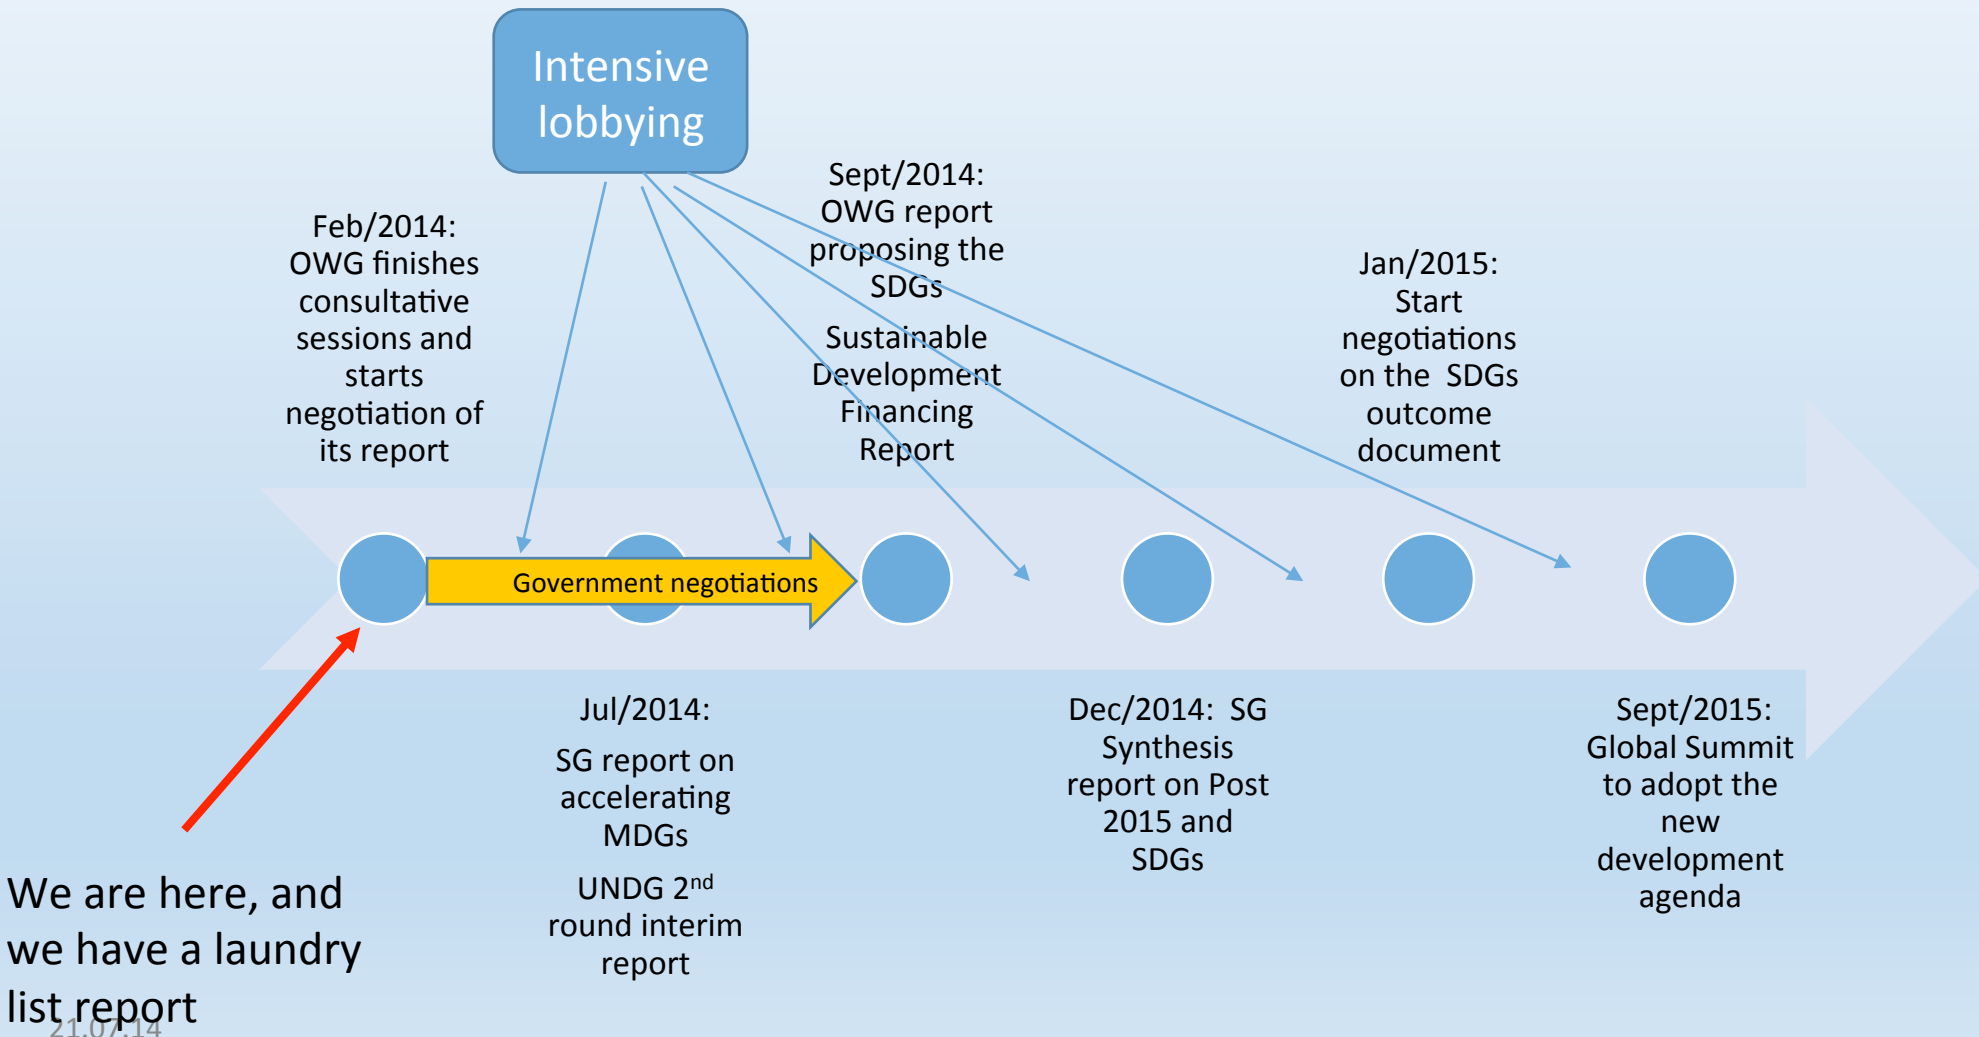 Intensive
lobbying
Feb/2014:
OWG finishes
consultative
sessions and
starts
negotiation of
its report
Sept/2014:
OWG report
proposing the
SDGs
Sustainable
Development
Financing
Report
Jan/2015:
Start
negotiations
on the  SDGs
outcome
document
Government negotiations
Jul/2014:
SG report on
accelerating
MDGs
UNDG 2nd
round interim
report
Dec/2014:  SG
Synthesis
report on Post
2015 and
SDGs
Sept/2015:
Global Summit
to adopt the
new
development
agenda
We are here, and
we have a laundry
list report
21.07.14